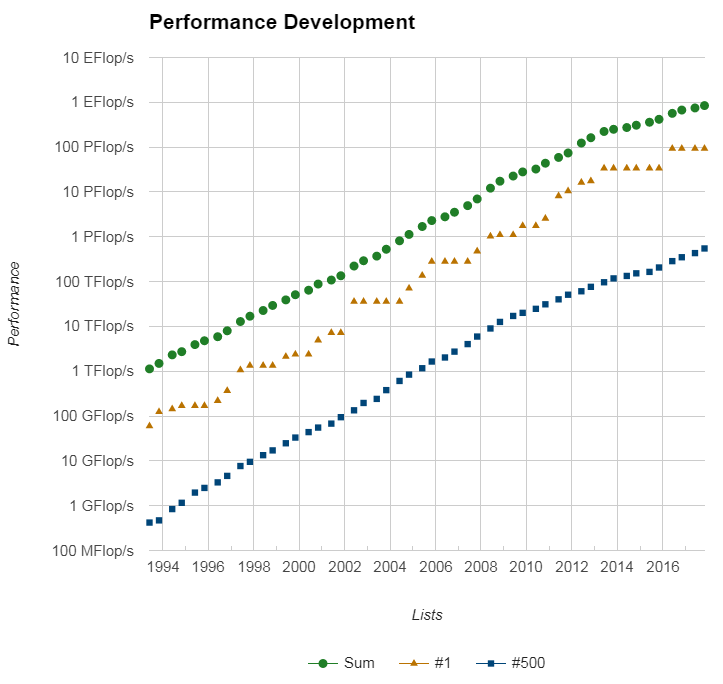 Performance Development
10 EFlop/s
1 EFlop/s
100 PFlop/s
10 PFlop/s
1 PFlop/s
100 TFlop/s
10 TFlop/s
1 TFlop/s
100 GFlop/s
10 GFlop/s
1 GFlop/s
100 MFlop/s
Performance
1994 1996 1998 2000 2002 2004 2006 2008 2010 2012 2014 2016
Lists
Sum #1 #500